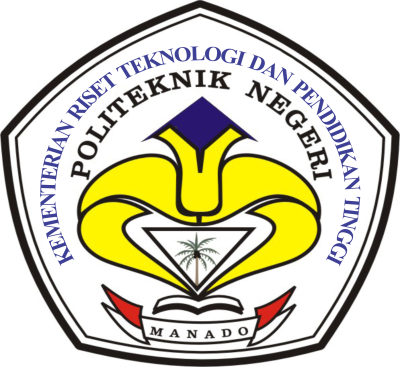 KEMENTERIAN RISET TEKNOLOGI DAN PENDIDIKAN TINGGI
POLITEKNIK NEGERI
MANADO